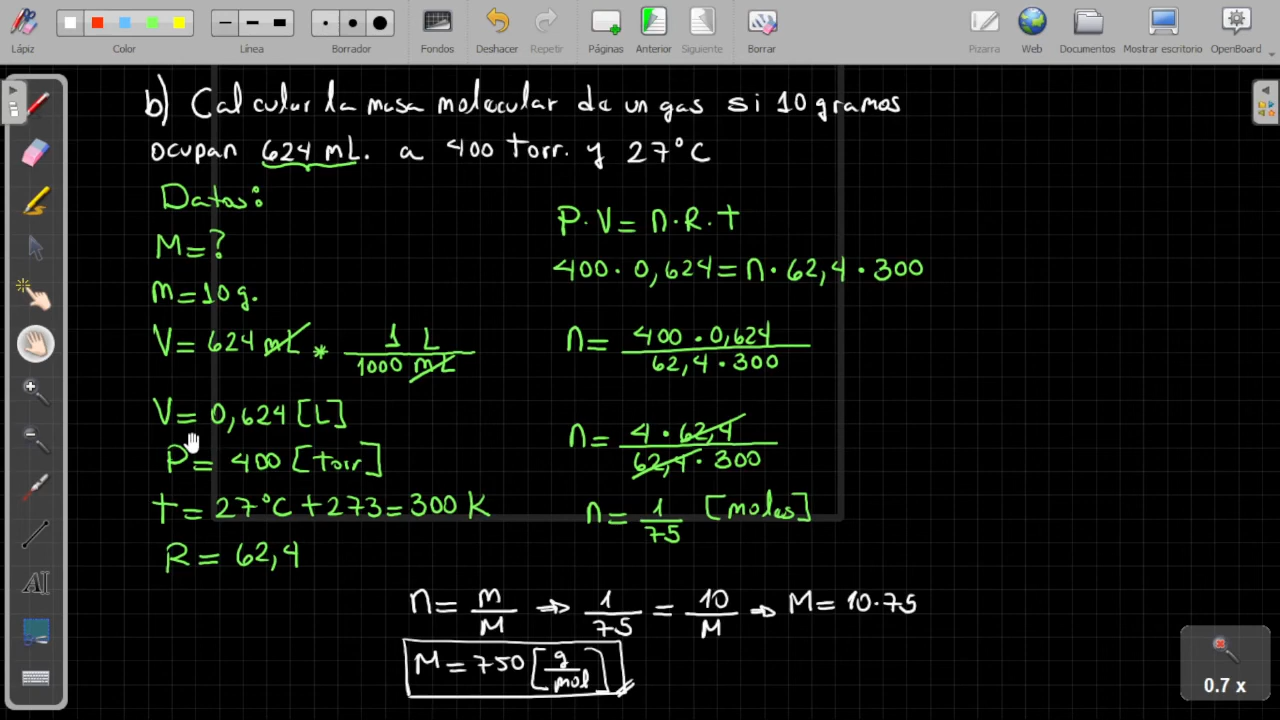 Lápiz Color Línea Borrador Fondos Deshacer Repetir Páginas Anterior Siguiente Borrar Pizarra Web Documentos Mostrar escritorio OpenBoard
b) Calcular la masa molecular de un gas si 10 gramos
ocupan 624 mL. a 400 torr. y 27°C
Datos:
M = ?
m = 10 g.
V = 624 mL * 1 L / 1000 mL
V = 0,624 [L]
P = 400 [torr]
t = 27°C + 273 = 300 K
R = 62,4
P · V = n · R · t
400 · 0,624 = n · 62,4 · 300
n = 400 · 0,624 / 62,4 · 300
n = 4 · 62,4 / 62,4 · 300
n = 1 / 75 [moles]
n = m / M ⇒ 1 / 75 = 10 / M ⇒ M = 10·75
M = 750 [g / mol]
AI
0.7 x